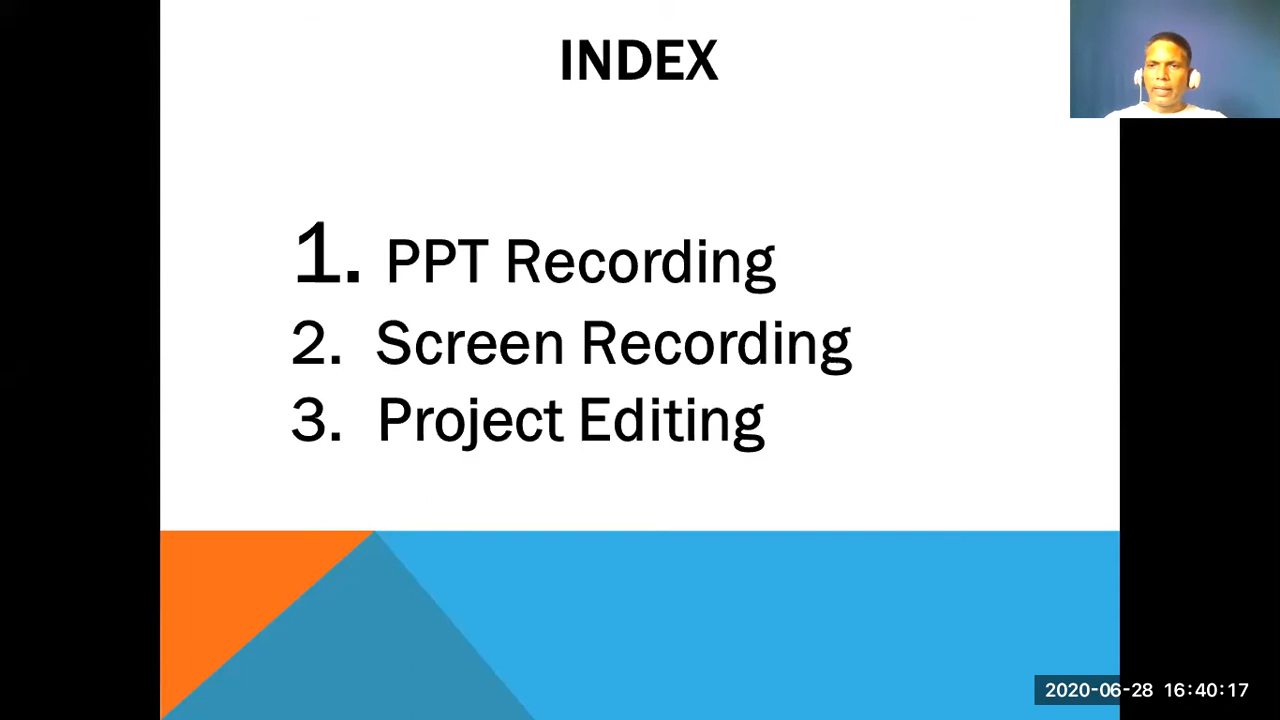 INDEX
1. PPT Recording
2. Screen Recording
3. Project Editing
2020-06-28 16:40:17